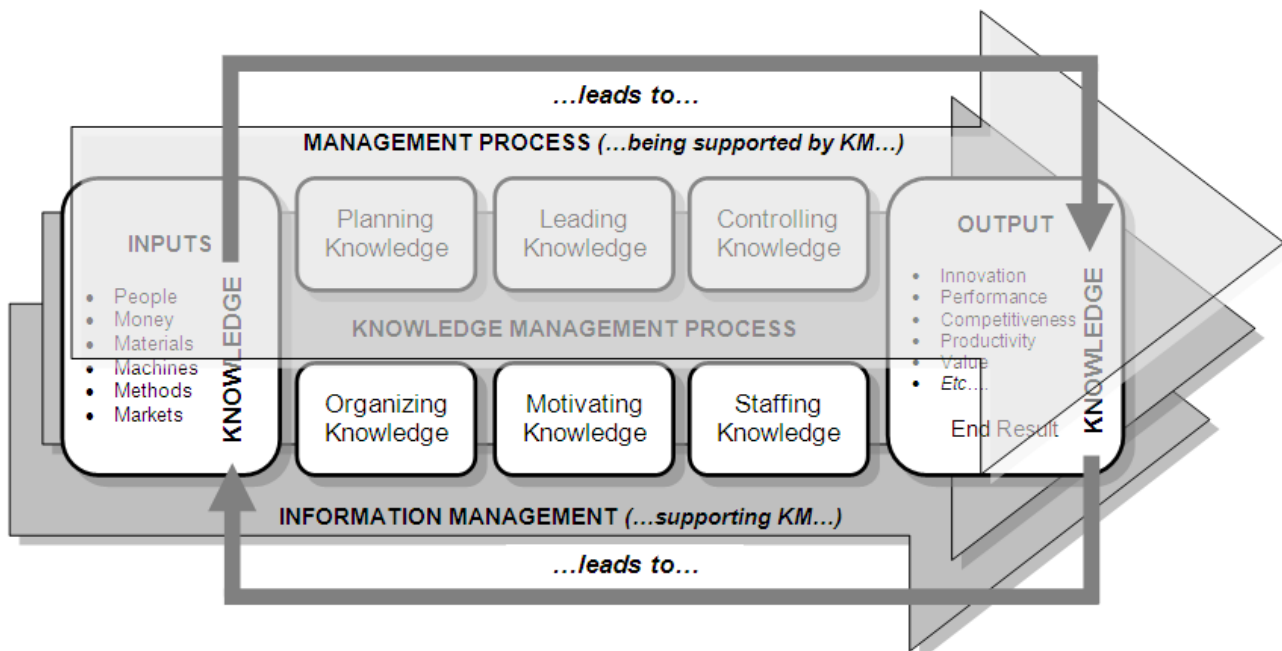 …leads to…
MANAGEMENT PROCESS (…being supported by KM…)
INPUTS
• People
• Money
• Materials
• Machines
• Methods
• Markets
KNOWLEDGE
Planning
Knowledge
Leading
Knowledge
Controlling
Knowledge
KNOWLEDGE MANAGEMENT PROCESS
Organizing
Knowledge
Motivating
Knowledge
Staffing
Knowledge
OUTPUT
• Innovation
• Performance
• Competitiveness
• Productivity
• Value
• Etc….
End Result
KNOWLEDGE
INFORMATION MANAGEMENT (…supporting KM…)
…leads to…